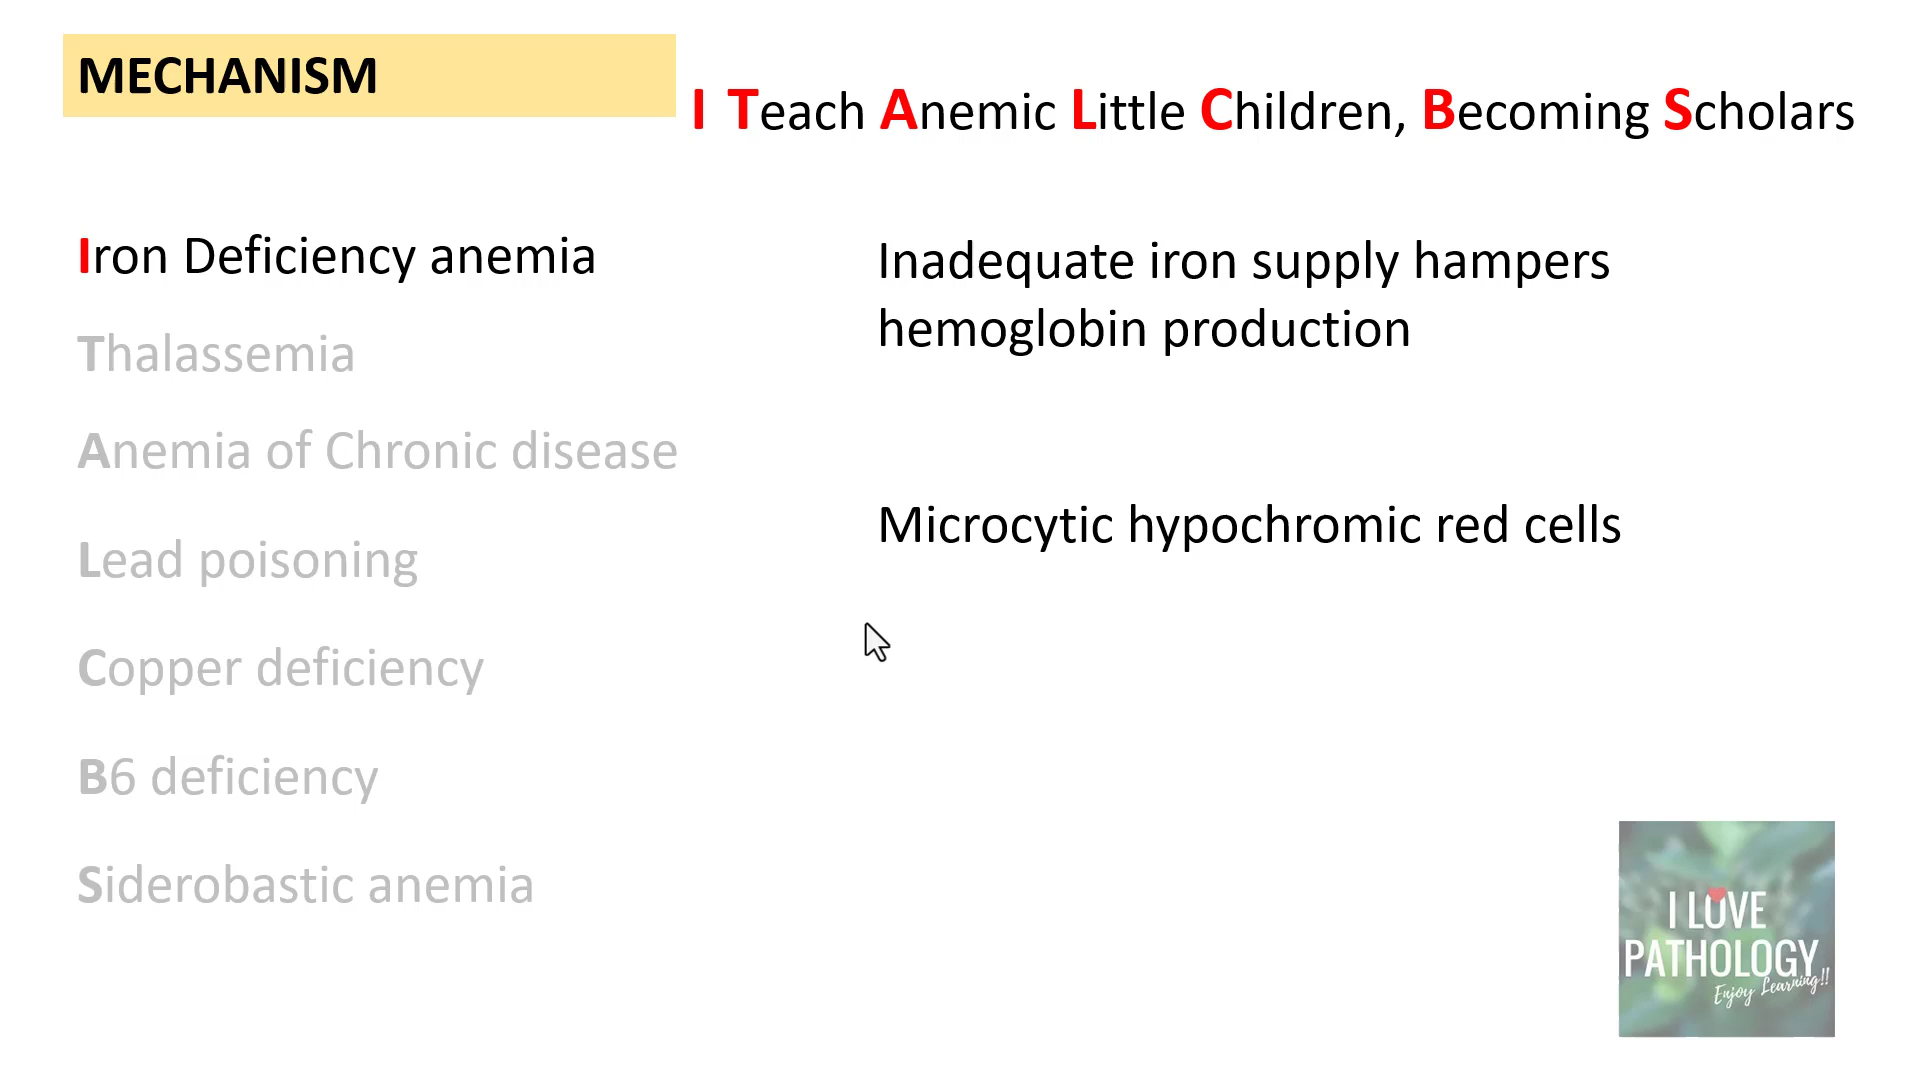 MECHANISM
I Teach Anemic Little Children, Becoming Scholars
Iron Deficiency anemia
Inadequate iron supply hampers
hemoglobin production
Thalassemia
Anemia of Chronic disease
Microcytic hypochromic red cells
Lead poisoning
Copper deficiency
B6 deficiency
Siderobastic anemia
I LOVE
PATHOLOGY
Enjoy Learning!!